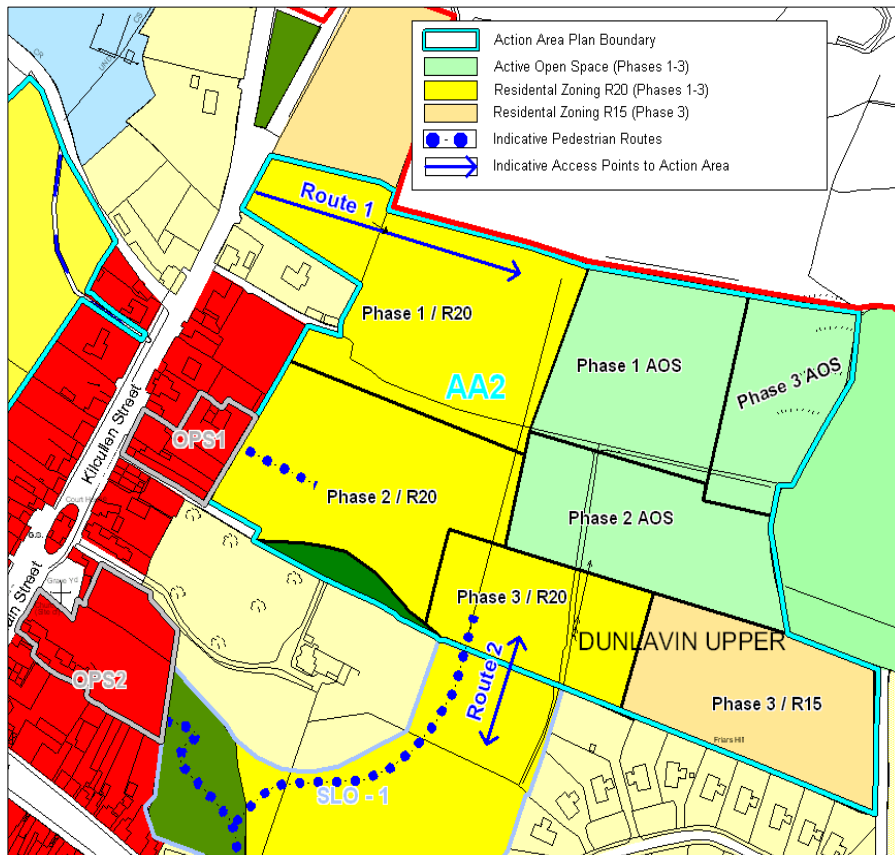 Action Area Plan Boundary
Active Open Space (Phases 1-3)
Residental Zoning R20 (Phases 1-3)
Residental Zoning R15 (Phase 3)
Indicative Pedestrian Routes
Indicative Access Points to Action Area
Route 1
Phase 1 / R20
Phase 1 AOS
Phase 3 AOS
AA2
Kilcullen Street
OPS1
Phase 2 / R20
Phase 2 AOS
Phase 3 / R20
DUNLAVIN UPPER
Route 2
OPS2
Phase 3 / R15
Friars Hill
SLO - 1